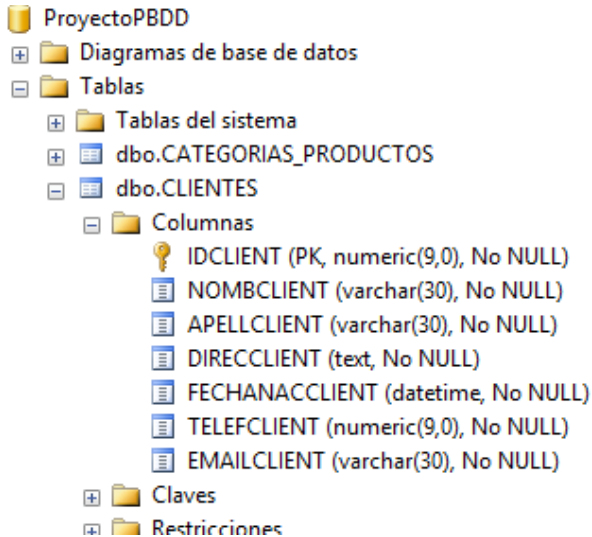 ProyectoPBDD
Diagramas de base de datos
Tablas
Tablas del sistema
dbo.CATEGORIAS_PRODUCTOS
dbo.CLIENTES
Columnas
IDCLIENT (PK, numeric(9,0), No NULL)
NOMBCLIENT (varchar(30), No NULL)
APELLCLIENT (varchar(30), No NULL)
DIRECCLIENT (text, No NULL)
FECHANACCLIENT (datetime, No NULL)
TELEFCLIENT (numeric(9,0), No NULL)
EMAILCLIENT (varchar(30), No NULL)
Claves
Restricciones